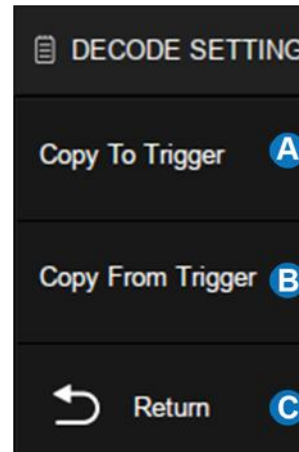 DECODE SETTING
Copy To Trigger A
Copy From Trigger B
Return C